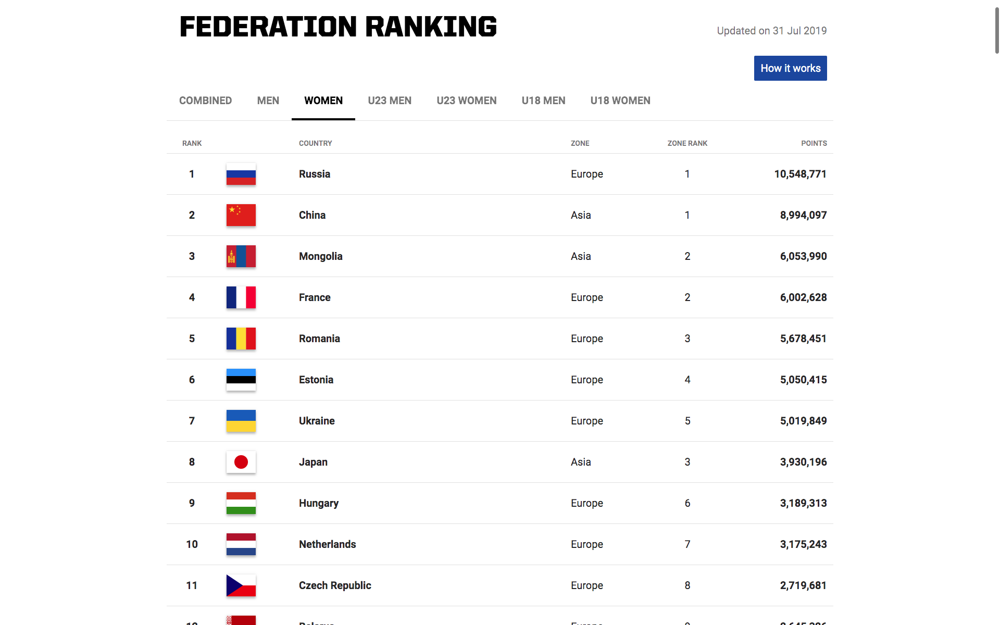 FEDERATION RANKING
Updated on 31 Jul 2019
How it works
COMBINED MEN WOMEN U23 MEN U23 WOMEN U18 MEN U18 WOMEN
RANK COUNTRY ZONE ZONE RANK POINTS
1 Russia Europe 1 10,548,771
2 China Asia 1 8,994,097
3 Mongolia Asia 2 6,053,990
4 France Europe 2 6,002,628
5 Romania Europe 3 5,678,451
6 Estonia Europe 4 5,050,415
7 Ukraine Europe 5 5,019,849
8 Japan Asia 3 3,930,196
9 Hungary Europe 6 3,189,313
10 Netherlands Europe 7 3,175,243
11 Czech Republic Europe 8 2,719,681